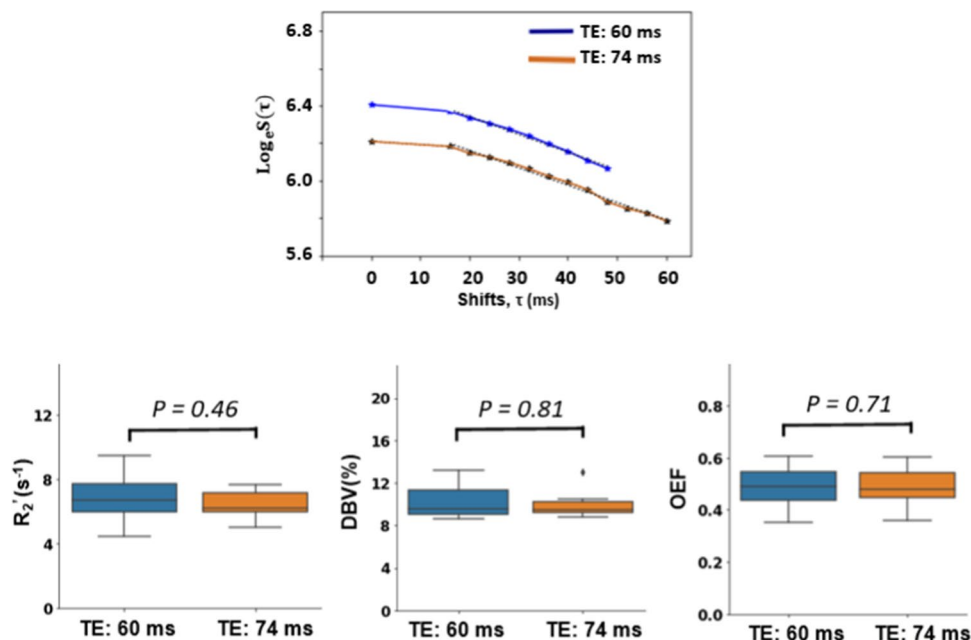 6.8
6.4
6.0
5.6
Log e S(τ)
TE: 60 ms
TE: 74 ms
0 10 20 30 40 50 60
Shifts, τ (ms)
12
8
4
0
R2′(s-1)
P = 0.46
TE: 60 ms TE: 74 ms
20
16
12
8
4
0
DBV(%)
P = 0.81
TE: 60 ms TE: 74 ms
0.8
0.6
0.4
0.2
0.0
OEF
P = 0.71
TE: 60 ms TE: 74 ms